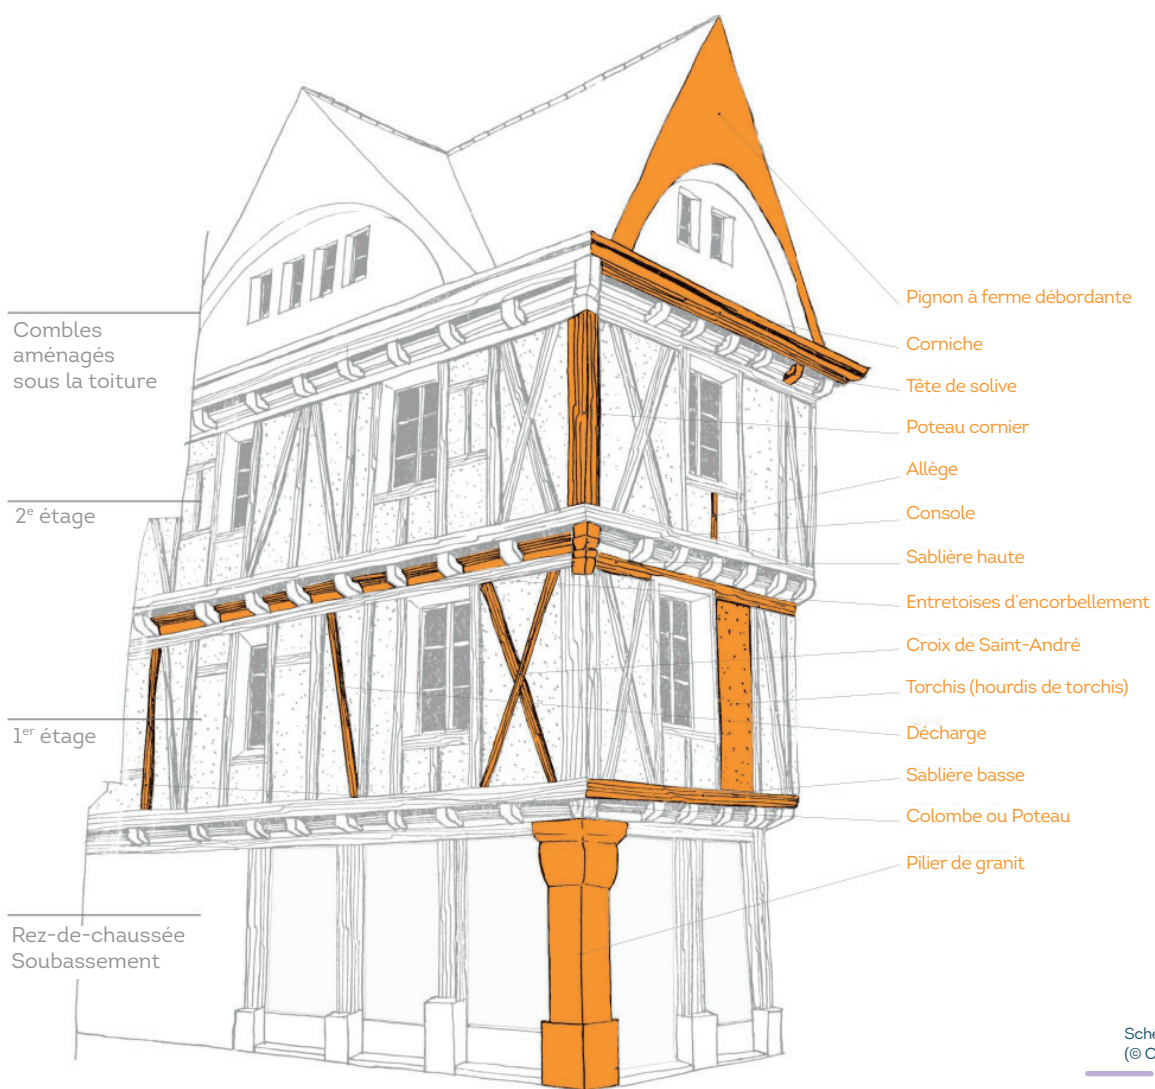 Combles
aménagés
sous la toiture
2e étage
1er étage
Rez-de-chaussée
Soubassement
Pignon à ferme débordante
Corniche
Tête de solive
Poteau cornier
Allège
Console
Sablière haute
Entretoises d'encorbellement
Croix de Saint-André
Torchis (hourdis de torchis)
Décharge
Sablière basse
Colombe ou Poteau
Pilier de granit